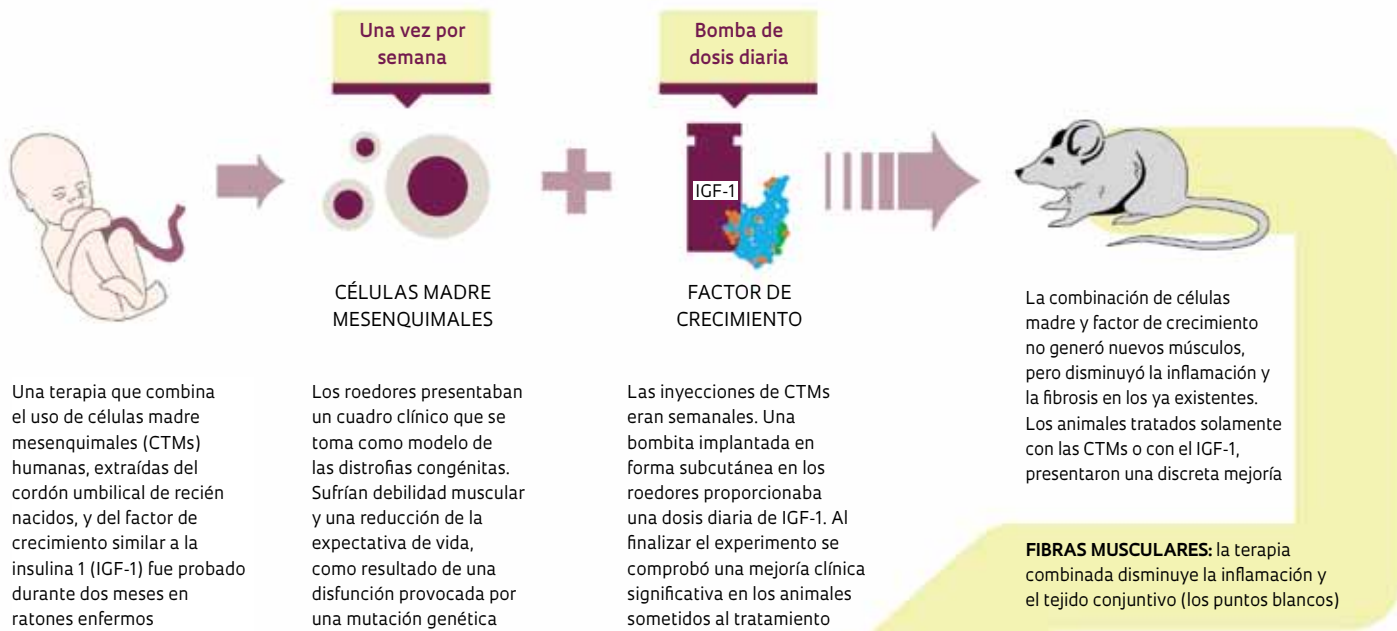 Una vez por
semana
Bomba de
dosis diaria
IGF-1
CÉLULAS MADRE
MESENQUIMALES
FACTOR DE
CRECIMIENTO
Una terapia que combina
el uso de células madre
mesenquimales (CTMs)
humanas, extraídas del
cordón umbilical de recién
nacidos, y del factor de
crecimiento similar a la
insulina 1 (IGF-1) fue probado
durante dos meses en
ratones enfermos
Los roedores presentaban
un cuadro clínico que se
toma como modelo de
las distrofias congénitas.
Sufrían debilidad muscular
y una reducción de la
expectativa de vida,
como resultado de una
disfunción provocada por
una mutación genética
Las inyecciones de CTMs
eran semanales. Una
bombita implantada en
forma subcutánea en los
roedores proporcionaba
una dosis diaria de IGF-1. Al
finalizar el experimento se
comprobó una mejoría clínica
significativa en los animales
sometidos al tratamiento
La combinación de células
madre y factor de crecimiento
no generó nuevos músculos,
pero disminuyó la inflamación y
la fibrosis en los ya existentes.
Los animales tratados solamente
con las CTMs o con el IGF-1,
presentaron una discreta mejoría
FIBRAS MUSCULARES: la terapia
combinada disminuye la inflamación y
el tejido conjuntivo (los puntos blancos)